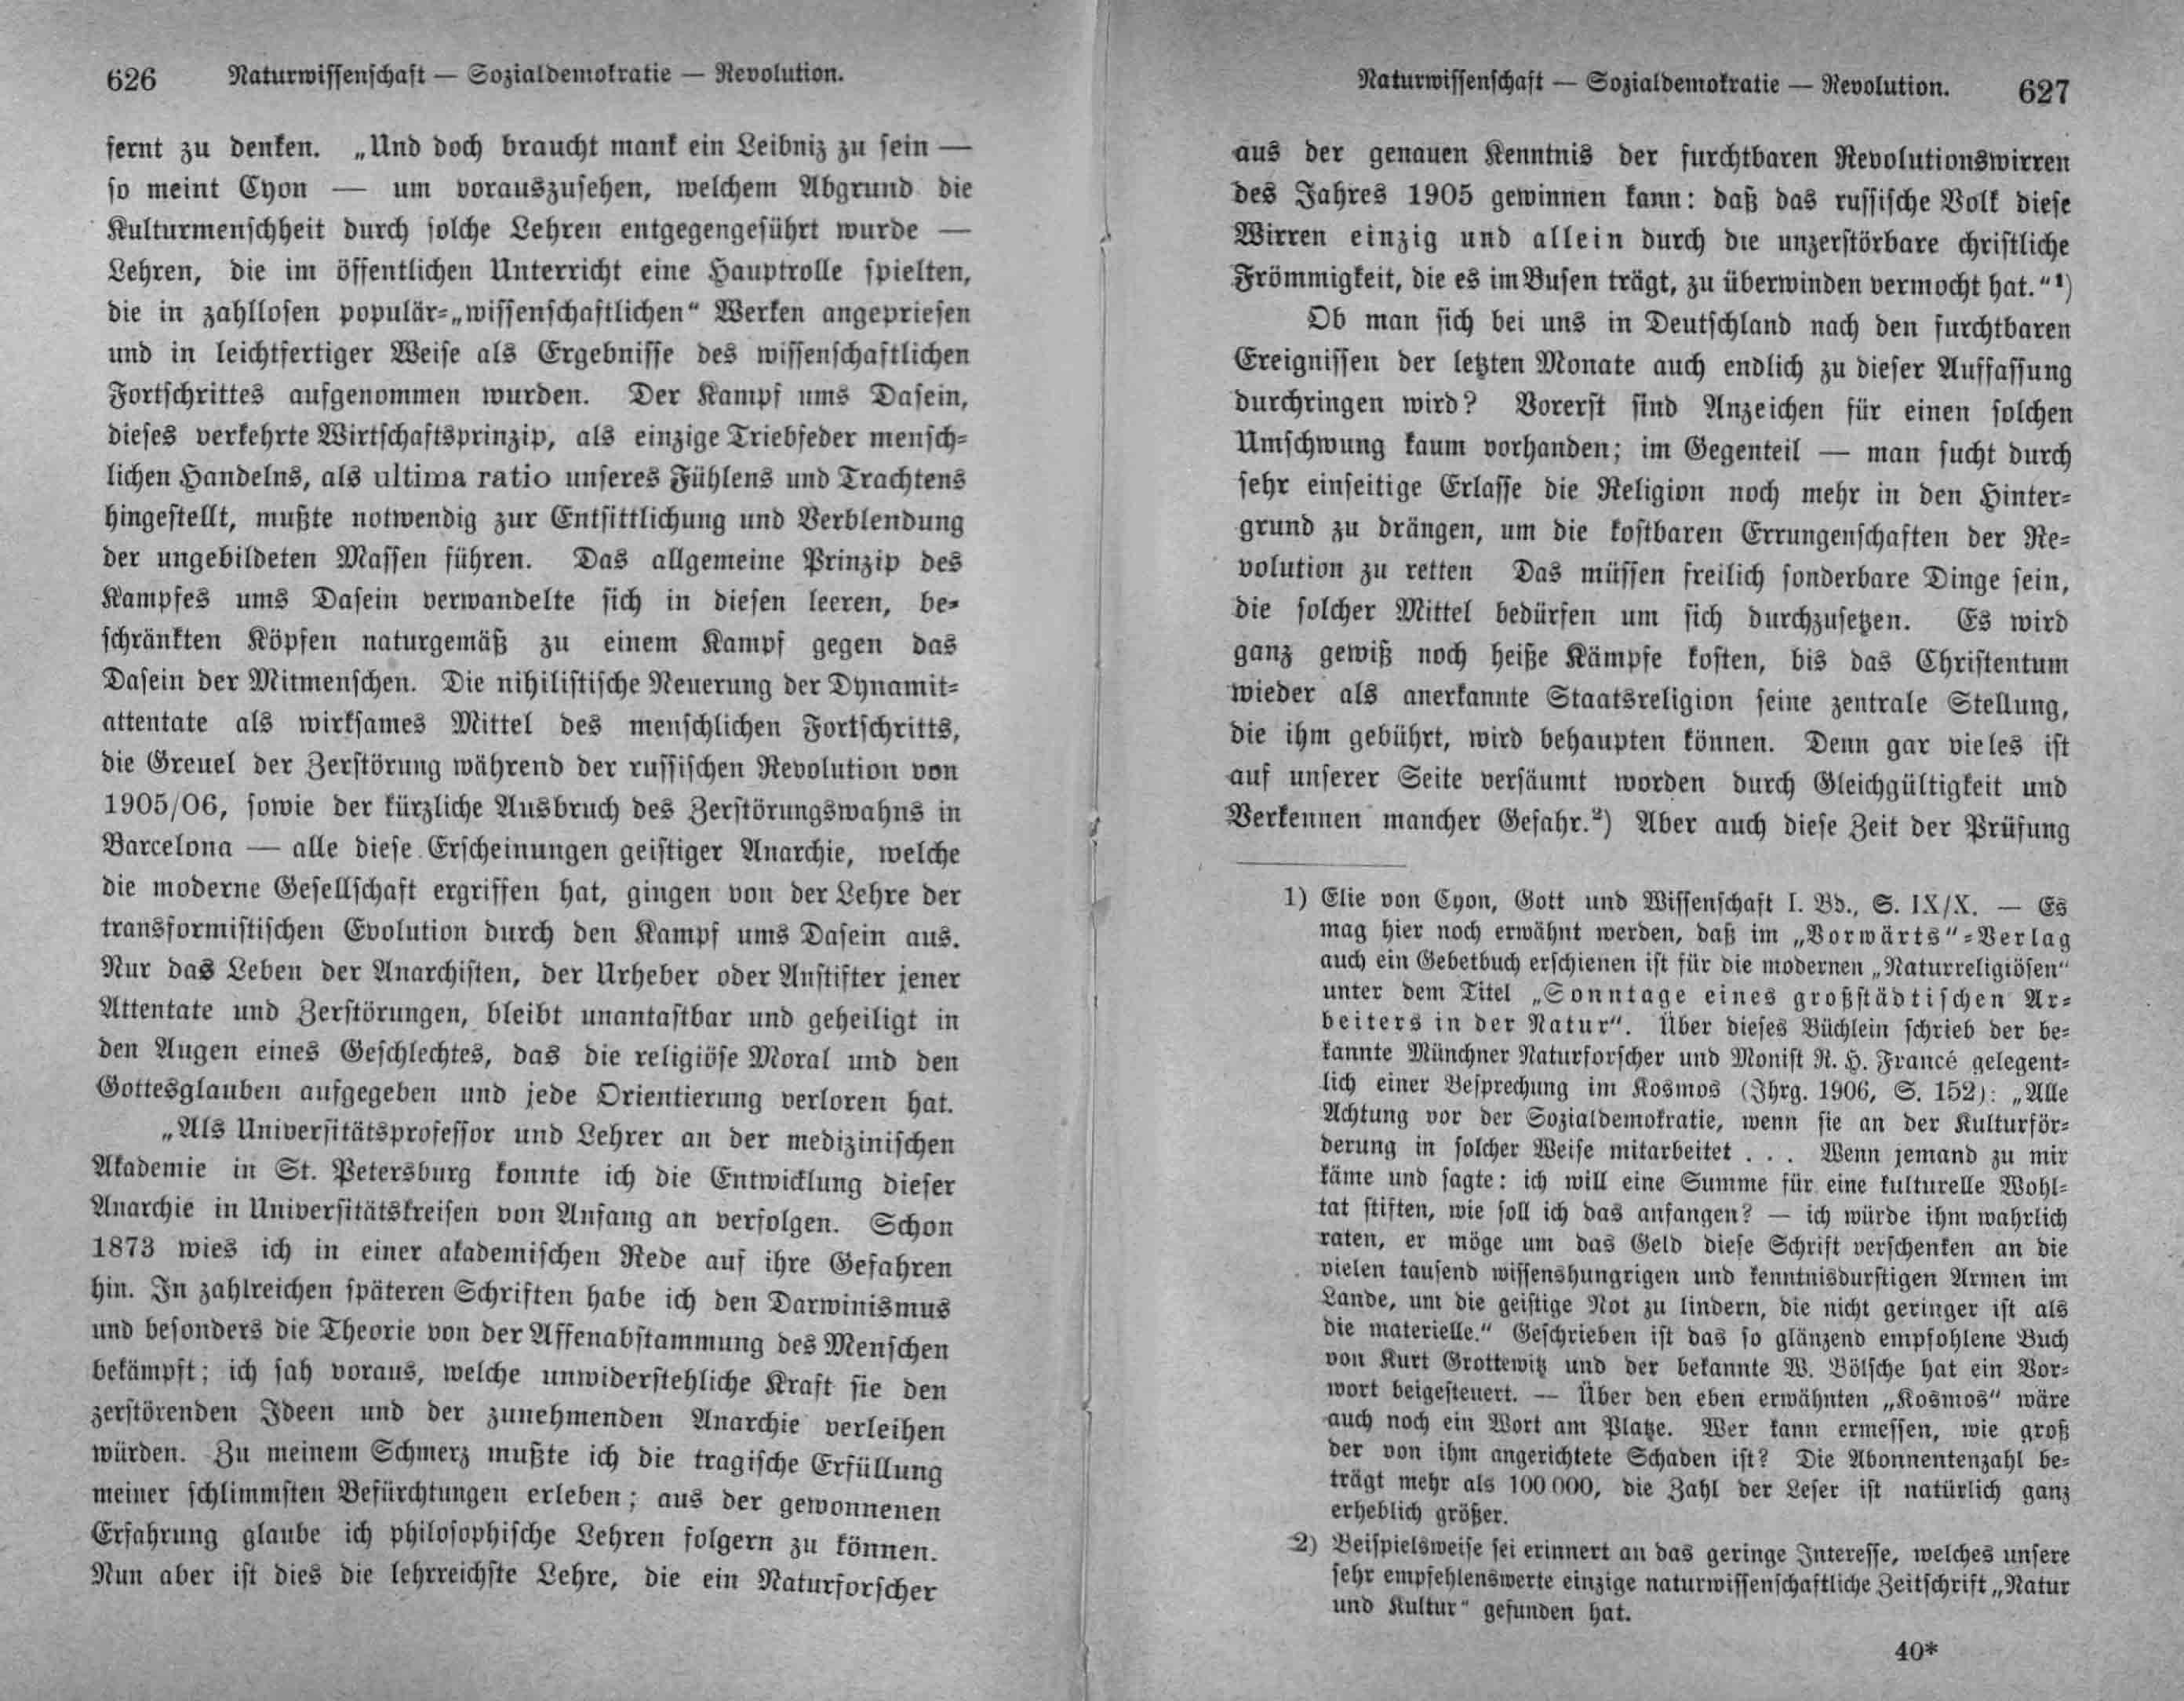 626 Naturwissenschaft — Sozialdemokratie — Revolution.
fernt zu denken. „Und doch braucht mank ein Leibniz zu sein —
so meint Cyon — um vorauszusehen, welchem Abgrund die
Kulturmenschheit durch solche Lehren entgegengeführt wurde —
Lehren, die im öffentlichen Unterricht eine Hauptrolle spielten,
die in zahllosen populär-„wissenschaftlichen“ Werken angepriesen
und in leichtfertiger Weise als Ergebnisse des wissenschaftlichen
Fortschrittes aufgenommen wurden. Der Kampf ums Dasein,
dieses verkehrte Wirtschaftsprinzip, als einzige Triebfeder mensch-
lichen Handelns, als ultima ratio unseres Fühlens und Trachtens
hingestellt, mußte notwendig zur Entsittlichung und Verblendung
der ungebildeten Massen führen. Das allgemeine Prinzip des
Kampfes ums Dasein verwandelte sich in diesen leeren, be-
schränkten Köpfen naturgemäß zu einem Kampf gegen das
Dasein der Mitmenschen. Die nihilistische Neuerung der Dynamit-
attentate als wirksames Mittel des menschlichen Fortschritts,
die Greuel der Zerstörung während der russischen Revolution von
1905/06, sowie der kürzliche Ausbruch des Zerstörungswahns in
Barcelona — alle diese Erscheinungen geistiger Anarchie, welche
die moderne Gesellschaft ergriffen hat, gingen von der Lehre der
transformistischen Evolution durch den Kampf ums Dasein aus.
Nur das Leben der Anarchisten, der Urheber oder Anstifter jener
Attentate und Zerstörungen, bleibt unantastbar und geheiligt in
den Augen eines Geschlechtes, das die religiöse Moral und den
Gottesglauben aufgegeben und jede Orientierung verloren hat.
„Als Universitätsprofessor und Lehrer an der medizinischen
Akademie in St. Petersburg konnte ich die Entwicklung dieser
Anarchie in Universitätskreisen von Anfang an verfolgen. Schon
1873 wies ich in einer akademischen Rede auf ihre Gefahren
hin. In zahlreichen späteren Schriften habe ich den Darwinismus
und besonders die Theorie von der Affenabstammung des Menschen
bekämpft; ich sah voraus, welche unwiderstehliche Kraft sie den
zerstörenden Ideen und der zunehmenden Anarchie verleihen
würden. Zu meinem Schmerz mußte ich die tragische Erfüllung
meiner schlimmsten Befürchtungen erleben; aus der gewonnenen
Erfahrung glaube ich philosophische Lehren folgern zu können.
Nun aber ist dies die lehrreichste Lehre, die ein Naturforscher
Naturwissenschaft — Sozialdemokratie — Revolution. 627
aus der genauen Kenntnis der furchtbaren Revolutionswirren
des Jahres 1905 gewinnen kann: daß das russische Volk diese
Wirren einzig und allein durch die unzerstörbare christliche
Frömmigkeit, die es im Busen trägt, zu überwinden vermocht hat.“¹)
Ob man sich bei uns in Deutschland nach den furchtbaren
Ereignissen der letzten Monate auch endlich zu dieser Auffassung
durchringen wird? Vorerst sind Anzeichen für einen solchen
Umschwung kaum vorhanden; im Gegenteil — man sucht durch
sehr einseitige Erlasse die Religion noch mehr in den Hinter-
grund zu drängen, um die kostbaren Errungenschaften der Re-
volution zu retten Das müssen freilich sonderbare Dinge sein,
die solcher Mittel bedürfen um sich durchzusetzen. Es wird
ganz gewiß noch heiße Kämpfe kosten, bis das Christentum
wieder als anerkannte Staatsreligion seine zentrale Stellung,
die ihm gebührt, wird behaupten können. Denn gar vieles ist
auf unserer Seite versäumt worden durch Gleichgültigkeit und
Verkennen mancher Gefahr.²) Aber auch diese Zeit der Prüfung
1) Elie von Cyon, Gott und Wissenschaft I. Bd., S. IX/X. — Es
mag hier noch erwähnt werden, daß im „Vorwärts“-Verlag
auch ein Gebetbuch erschienen ist für die modernen „Naturreligiösen“
unter dem Titel „Sonntage eines großstädtischen Ar-
beiters in der Natur“. Über dieses Büchlein schrieb der be-
kannte Münchner Naturforscher und Monist R. H. Francé gelegent-
lich einer Besprechung im Kosmos (Jhrg. 1906, S. 152): „Alle
Achtung vor der Sozialdemokratie, wenn sie an der Kulturför-
derung in solcher Weise mitarbeitet . . . Wenn jemand zu mir
käme und sagte: ich will eine Summe für eine kulturelle Wohl-
tat stiften, wie soll ich das anfangen? — ich würde ihm wahrlich
raten, er möge um das Geld diese Schrift verschenken an die
vielen tausend wissenshungrigen und kenntnisdurstigen Armen im
Lande, um die geistige Not zu lindern, die nicht geringer ist als
die materielle.“ Geschrieben ist das so glänzend empfohlene Buch
von Kurt Grottewitz und der bekannte W. Bölsche hat ein Vor-
wort beigesteuert. — Über den eben erwähnten „Kosmos“ wäre
auch noch ein Wort am Platze. Wer kann ermessen, wie groß
der von ihm angerichtete Schaden ist? Die Abonnentenzahl be-
trägt mehr als 100 000, die Zahl der Leser ist natürlich ganz
erheblich größer.
2) Beispielsweise sei erinnert an das geringe Interesse, welches unsere
sehr empfehlenswerte einzige naturwissenschaftliche Zeitschrift „Natur
und Kultur“ gefunden hat.
40*